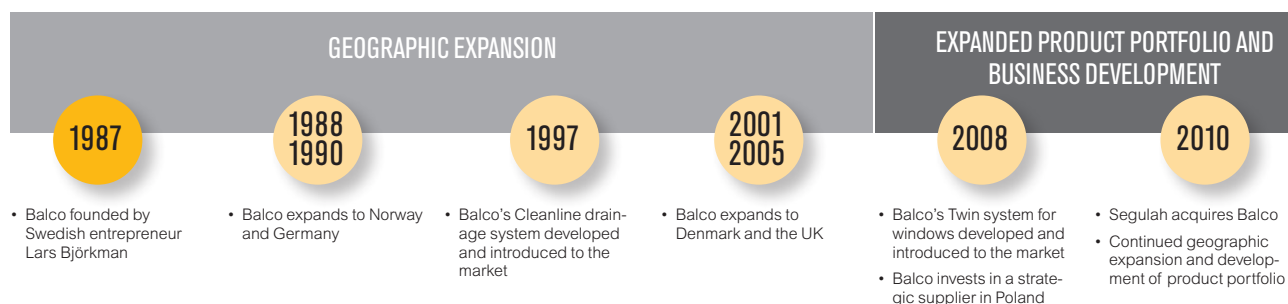 GEOGRAPHIC EXPANSION
EXPANDED PRODUCT PORTFOLIO AND
BUSINESS DEVELOPMENT
1987
• Balco founded by
Swedish entrepreneur
Lars Björkman
1988
1990
• Balco expands to Norway
and Germany
1997
• Balco's Cleanline drain-
age system developed
and introduced to the
market
2001
2005
• Balco expands to
Denmark and the UK
2008
• Balco's Twin system for
windows developed and
introduced to the market
• Balco invests in a strate-
gic supplier in Poland
2010
• Segulah acquires Balco
• Continued geographic
expansion and develop-
ment of product portfolio